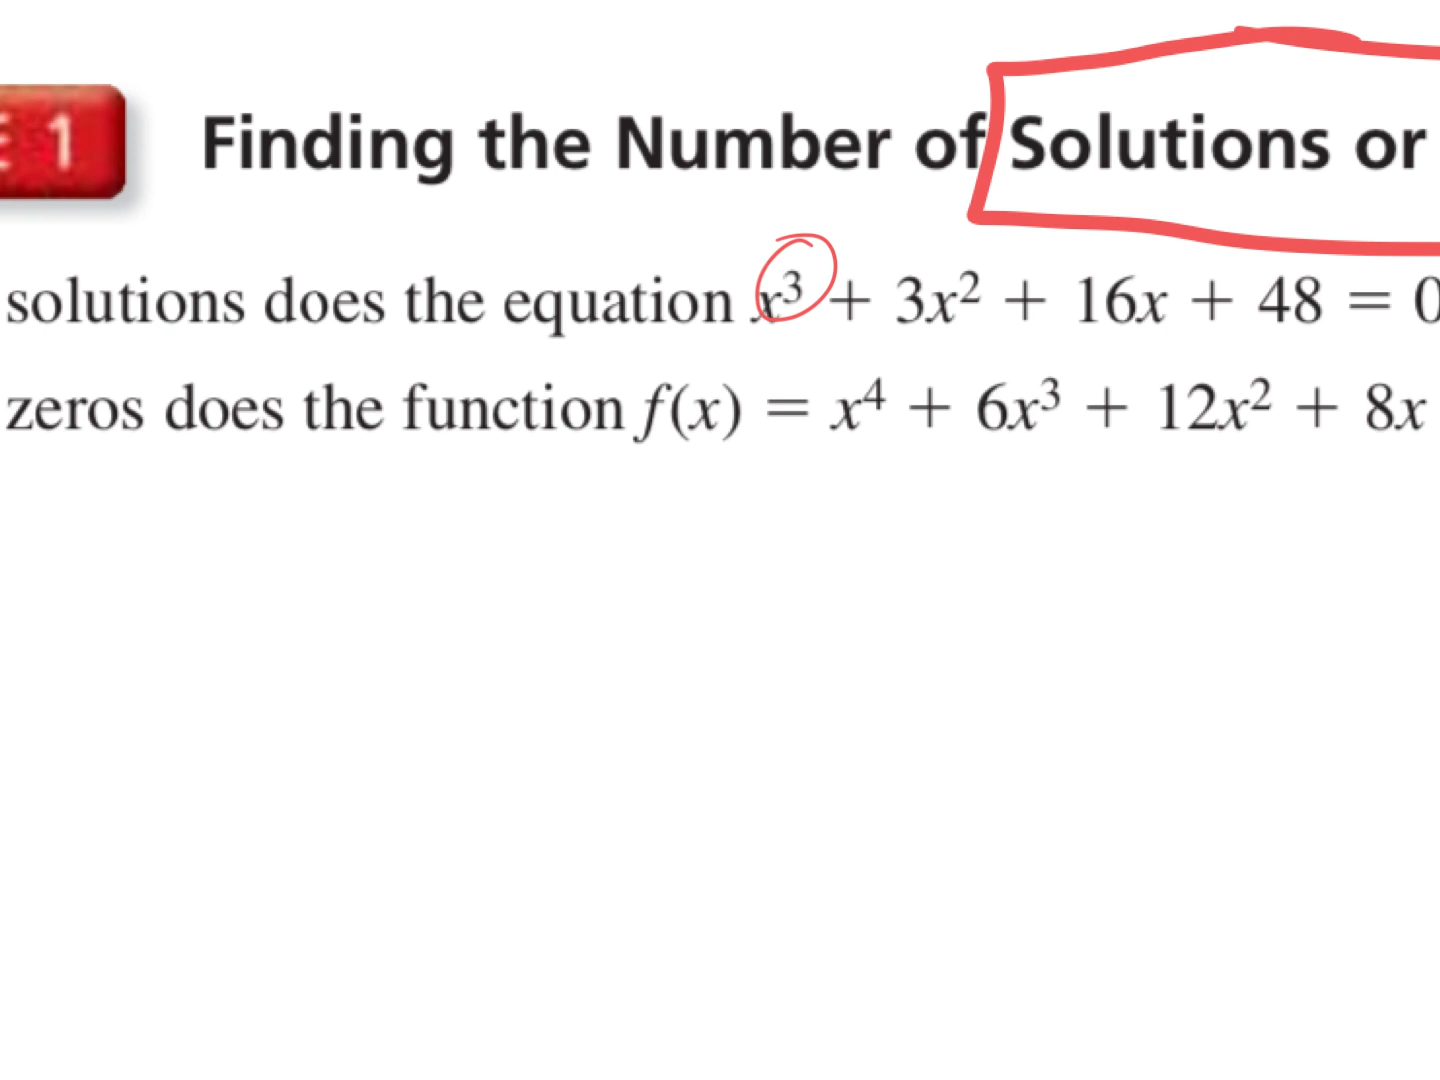 1 Finding the Number of Solutions or
solutions does the equation x³ + 3x² + 16x + 48 = 0
zeros does the function f(x) = x⁴ + 6x³ + 12x² + 8x